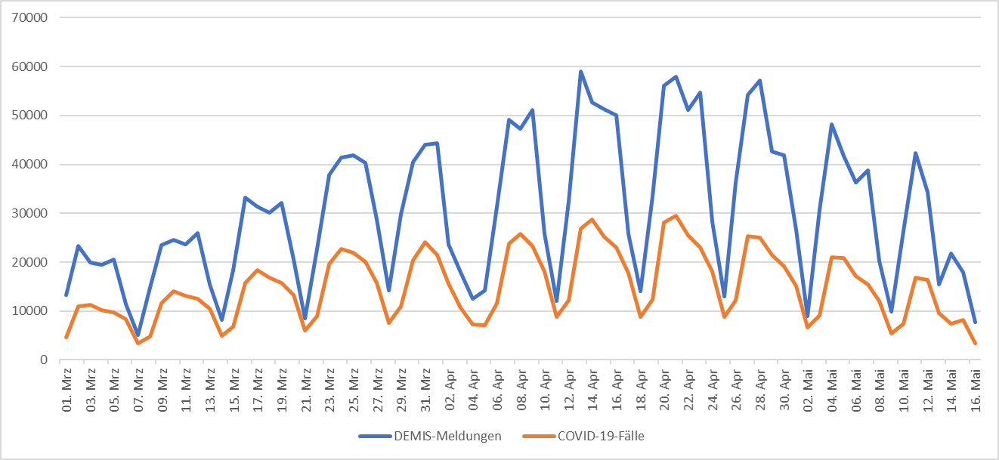 70000
60000
50000
40000
30000
20000
10000
0
01. Mrz
03. Mrz
05. Mrz
07. Mrz
09. Mrz
11. Mrz
13. Mrz
15. Mrz
17. Mrz
19. Mrz
21. Mrz
23. Mrz
25. Mrz
27. Mrz
29. Mrz
31. Mrz
02. Apr
04. Apr
06. Apr
08. Apr
10. Apr
12. Apr
14. Apr
16. Apr
18. Apr
20. Apr
22. Apr
24. Apr
26. Apr
28. Apr
30. Apr
02. Mai
04. Mai
06. Mai
08. Mai
10. Mai
12. Mai
14. Mai
16. Mai
DEMIS-Meldungen
COVID-19-Fälle